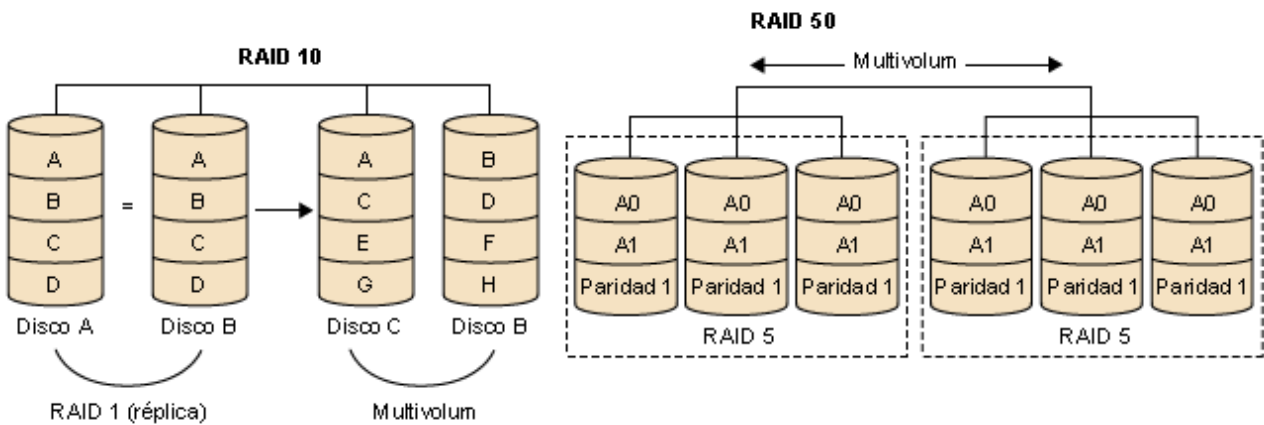 RAID 10
A
B
C
D
Disco A
=
A
B
C
D
Disco B
RAID 1 (réplica)
A
C
E
G
Disco C
B
D
F
H
Disco B
Multivolum
RAID 50
Multivolum
A0
A1
Paridad 1
A0
A1
Paridad 1
A0
A1
Paridad 1
RAID 5
A0
A1
Paridad 1
A0
A1
Paridad 1
A0
A1
Paridad 1
RAID 5